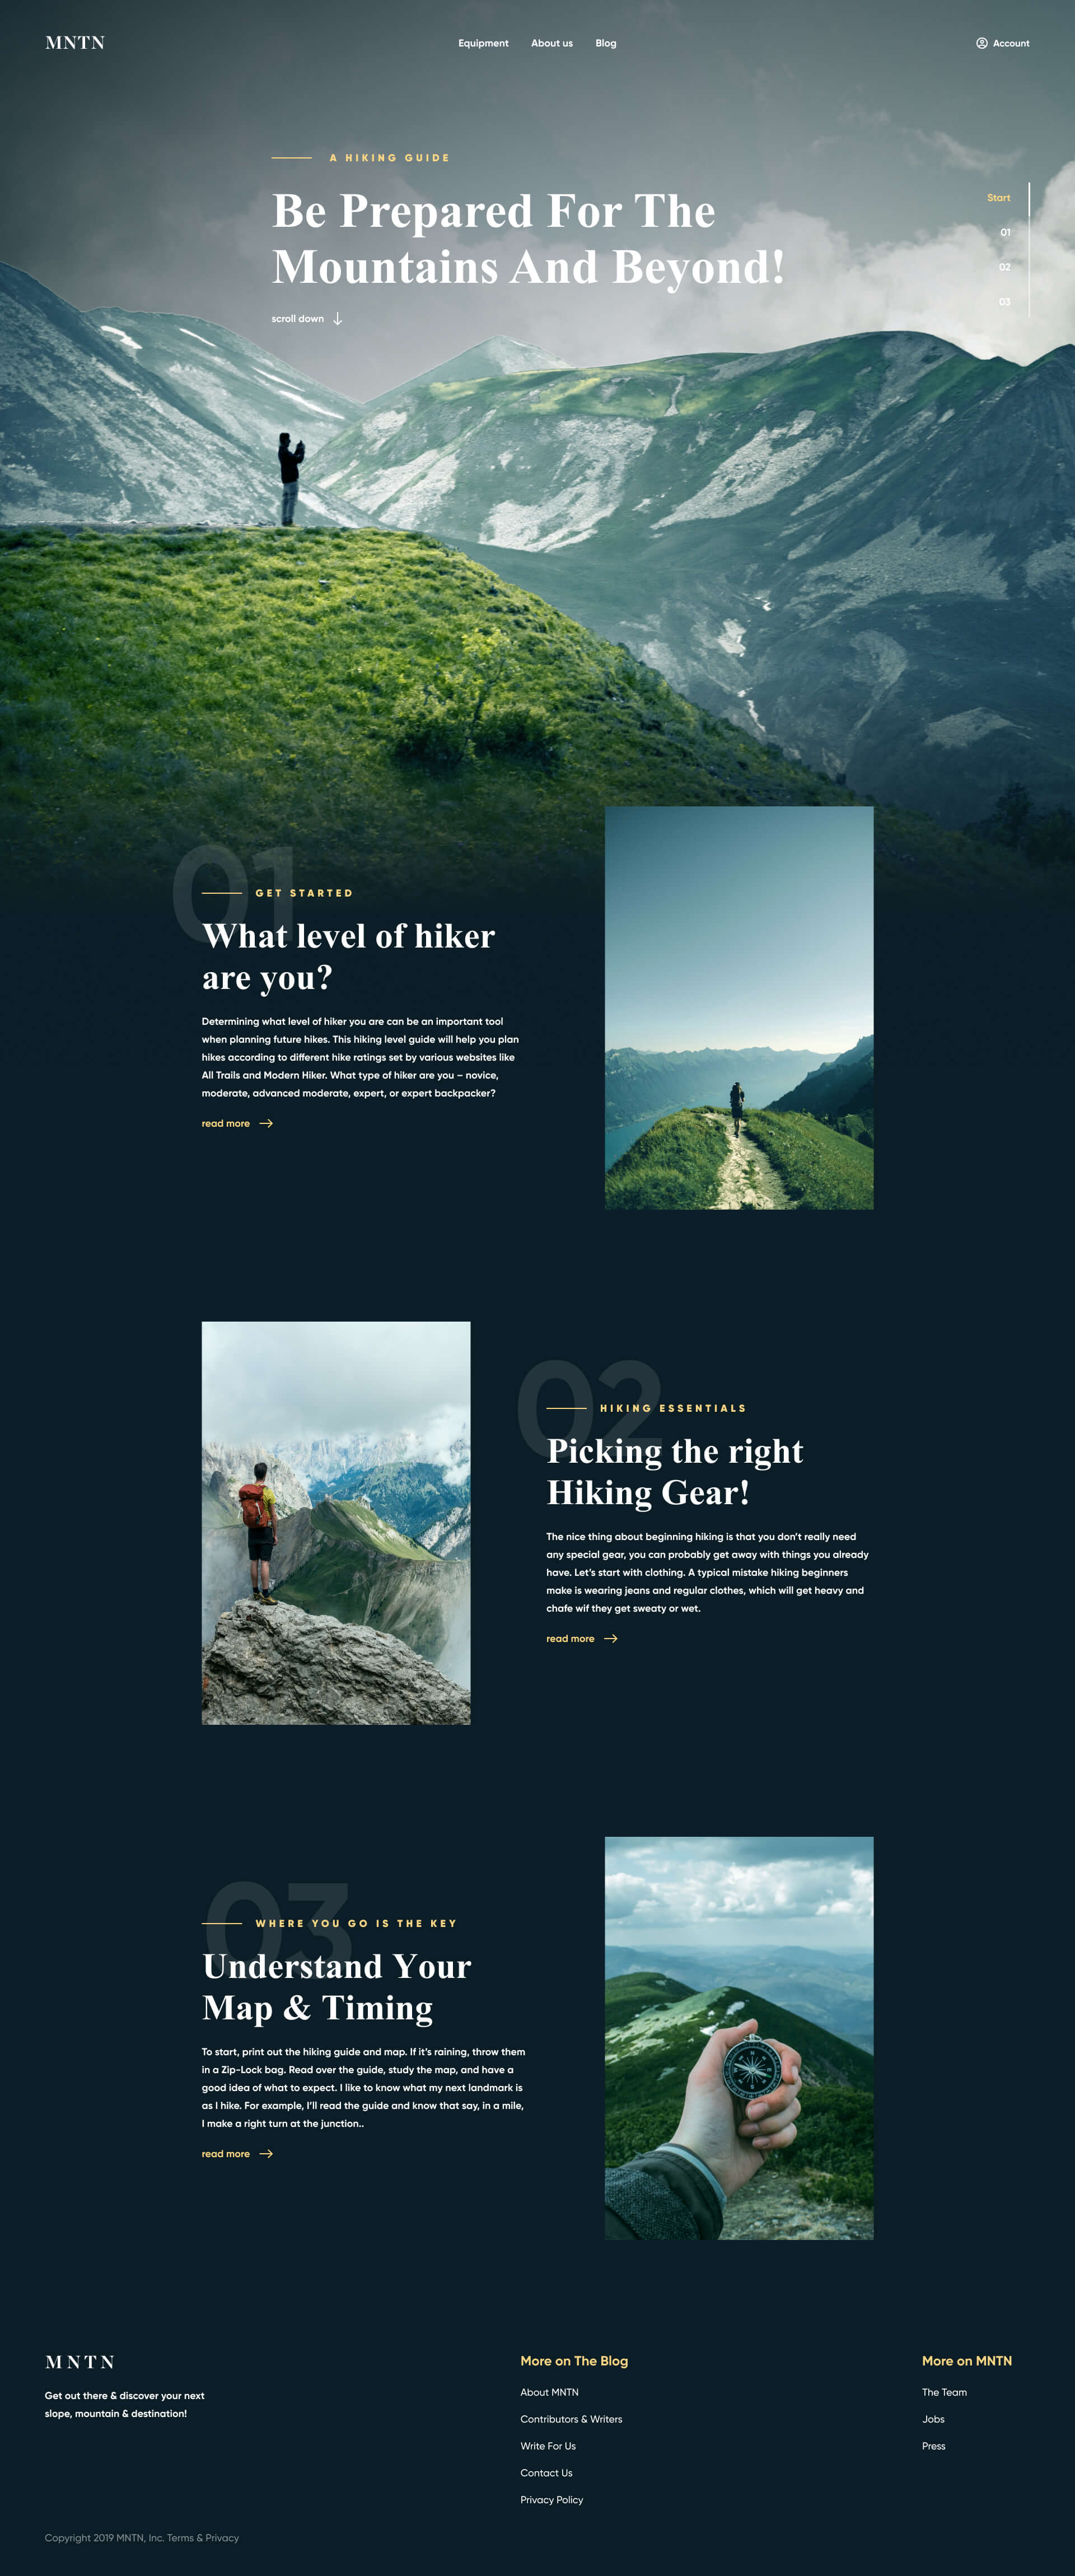 MNTN
Equipment About us Blog
Account
A HIKING GUIDE
Be Prepared For The
Mountains And Beyond!
scroll down
Start
01
02
03
01
GET STARTED
What level of hiker
are you?
Determining what level of hiker you are can be an important tool
when planning future hikes. This hiking level guide will help you plan
hikes according to different hike ratings set by various websites like
All Trails and Modern Hiker. What type of hiker are you – novice,
moderate, advanced moderate, expert, or expert backpacker?
read more
02
HIKING ESSENTIALS
Picking the right
Hiking Gear!
The nice thing about beginning hiking is that you don’t really need
any special gear, you can probably get away with things you already
have. Let’s start with clothing. A typical mistake hiking beginners
make is wearing jeans and regular clothes, which will get heavy and
chafe wif they get sweaty or wet.
read more
03
WHERE YOU GO IS THE KEY
Understand Your
Map & Timing
To start, print out the hiking guide and map. If it’s raining, throw them
in a Zip-Lock bag. Read over the guide, study the map, and have a
good idea of what to expect. I like to know what my next landmark is
as I hike. For example, I’ll read the guide and know that say, in a mile,
I make a right turn at the junction..
read more
MNTN
Get out there & discover your next
slope, mountain & destination!
Copyright 2019 MNTN, Inc. Terms & Privacy
More on The Blog
About MNTN
Contributors & Writers
Write For Us
Contact Us
Privacy Policy
More on MNTN
The Team
Jobs
Press